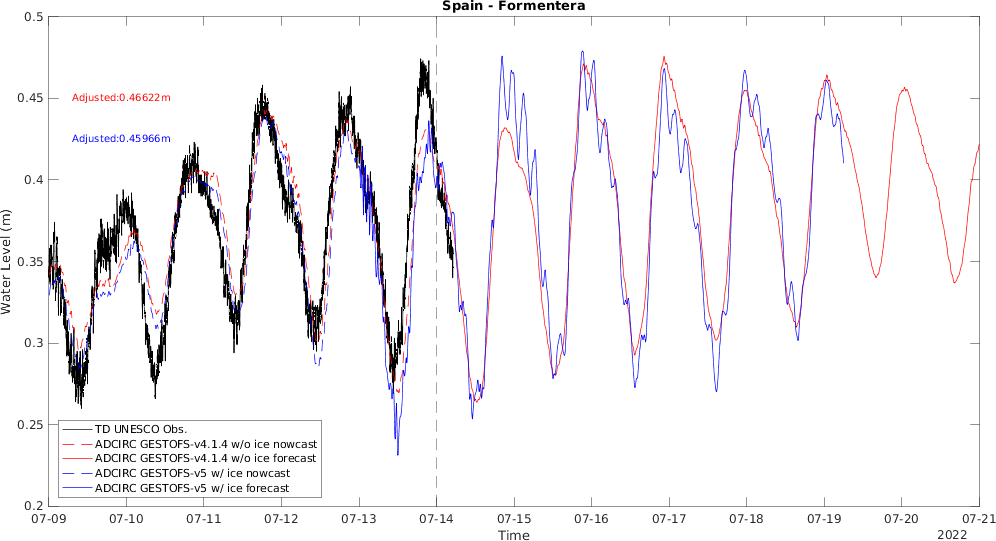 Spain - Formentera
Water Level (m)
0.5
0.45
0.4
0.35
0.3
0.25
0.2
Adjusted:0.46622m
Adjusted:0.45966m
TD UNESCO Obs.
ADCIRC GESTOFS-v4.1.4 w/o ice nowcast
ADCIRC GESTOFS-v4.1.4 w/o ice forecast
ADCIRC GESTOFS-v5 w/ ice nowcast
ADCIRC GESTOFS-v5 w/ ice forecast
07-09 07-10 07-11 07-12 07-13 07-14 07-15 07-16 07-17 07-18 07-19 07-20 07-21
Time
2022